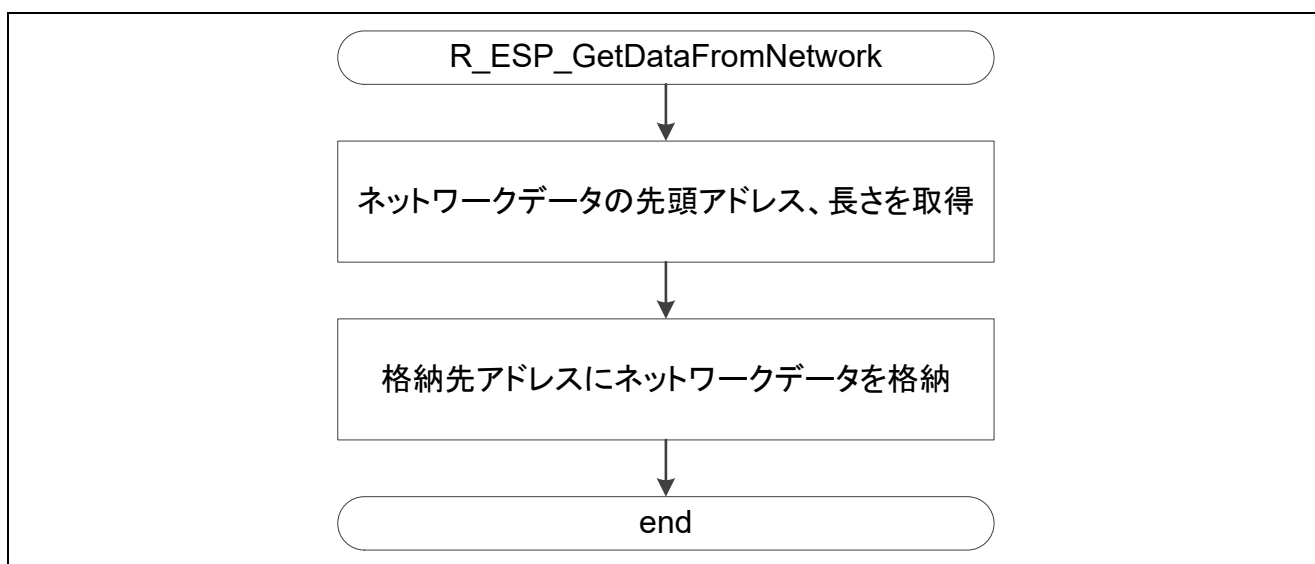 R_ESP_GetDataFromNetwork
ネットワークデータの先頭アドレス、長さを取得
格納先アドレスにネットワークデータを格納
end